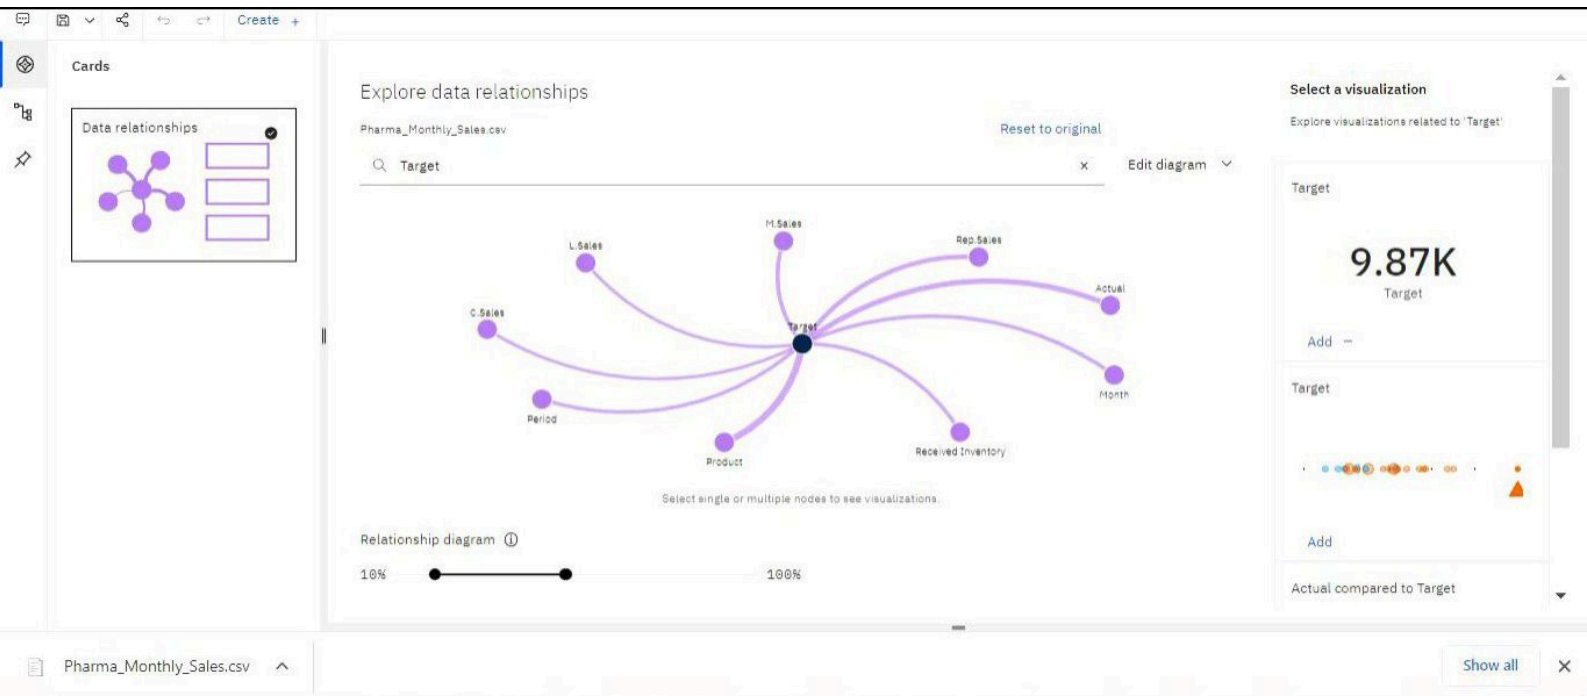 Create +
Cards
Data relationships
Explore data relationships
Pharma_Monthly_Sales.csv
Reset to original
Target
×
Edit diagram
M.Sales
L.Sales
Rep.Sales
Actual
C.Sales
Target
Month
Period
Product
Received Inventory
Select single or multiple nodes to see visualizations.
Relationship diagram
10%
100%
Select a visualization
Explore visualizations related to 'Target'
Target
9.87K
Target
Add
Target
Add
Actual compared to Target
Pharma_Monthly_Sales.csv
Show all